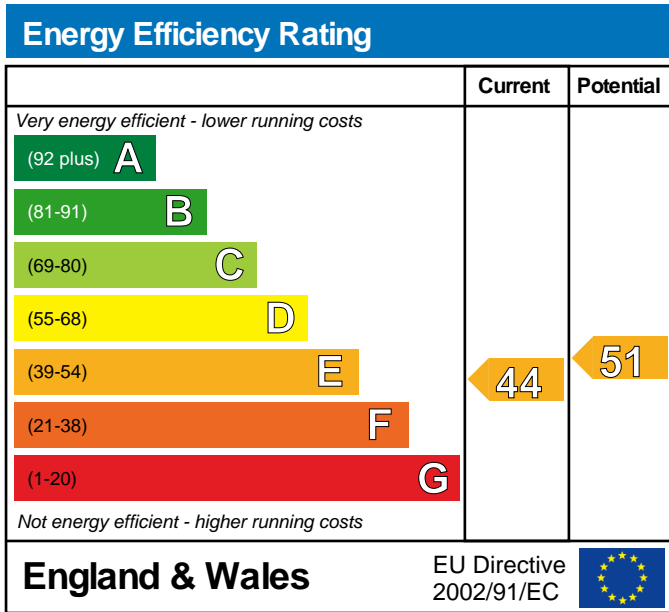 Energy Efficiency Rating
Current Potential
Very energy efficient - lower running costs
(92 plus) A
(81-91) B
(69-80) C
(55-68) D
(39-54) E
44 51
(21-38) F
(1-20) G
Not energy efficient - higher running costs
England & Wales
EU Directive
2002/91/EC